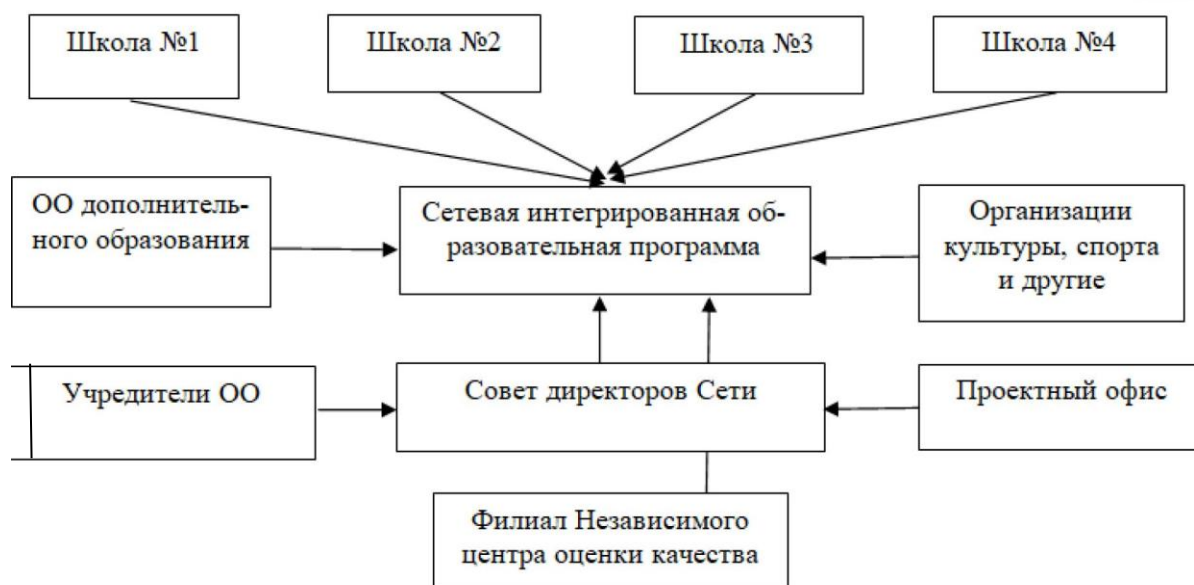 Школа №1
Школа №2
Школа №3
Школа №4
ОО дополнитель-
ного образования
Сетевая интегрированная об-
разовательная программа
Организации
культуры, спорта
и другие
Учредители ОО
Совет директоров Сети
Проектный офис
Филиал Независимого
центра оценки качества